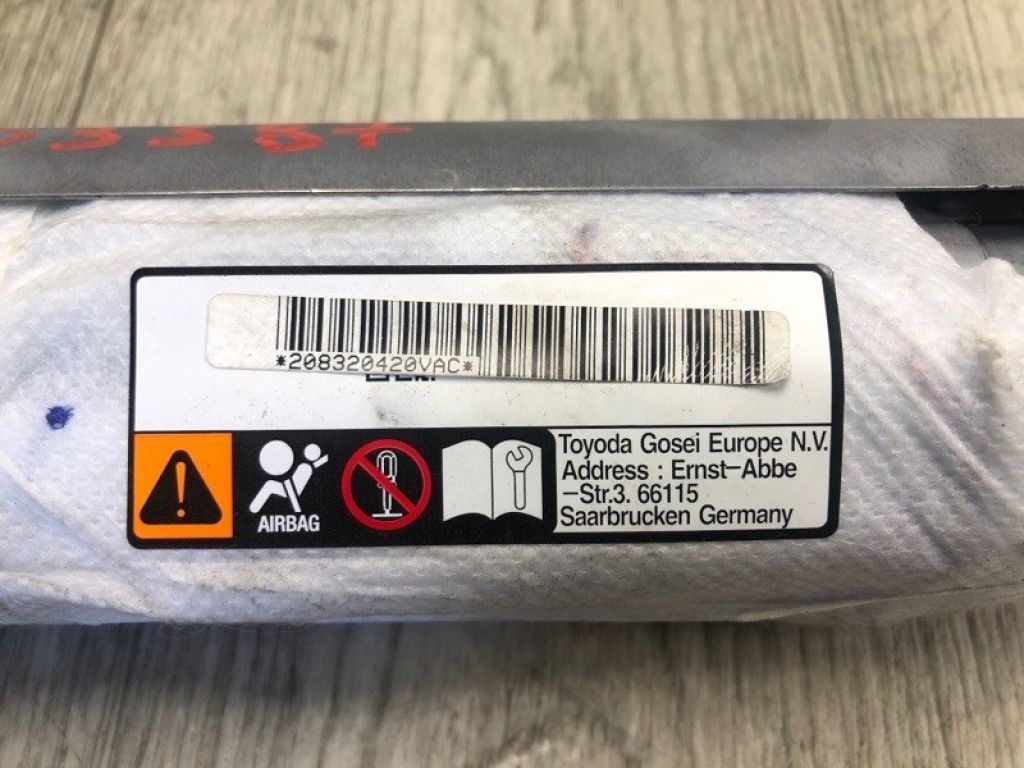 *208320420VAC*
AIRBAG
Toyoda Gosei Europe N.V.
Address : Ernst-Abbe
-Str.3. 66115
Saarbrucken Germany